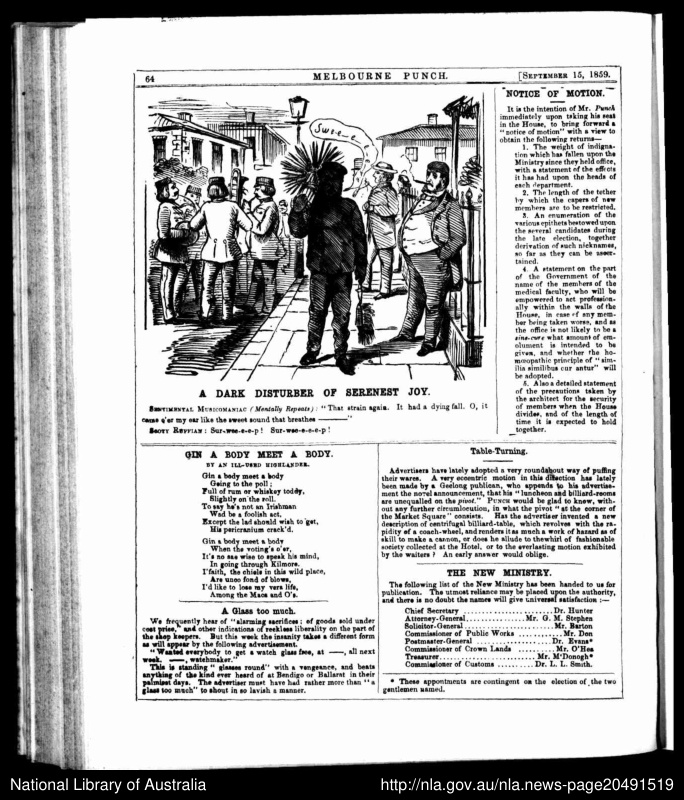 64
MELBOURNE PUNCH.
[SEPTEMBER 15, 1859.
Swee-e
A DARK DISTURBER OF SERENEST JOY.
SENTIMENTAL MUSICOMANIAC (Mentally Repeats): "That strain again. It had a dying fall. O, it
came o'er my ear like the sweet sound that breathes ———"
SOOTY RUFFIAN: Sur-wee-e-e-p! Sur-wee-e-e-e-p!
NOTICE OF MOTION.
It is the intention of Mr. Punch
immediately upon taking his seat
in the House, to bring forward a
"notice of motion" with a view to
obtain the following returns—
1. The weight of indigna-
tion which has fallen upon the
Ministry since they held office,
with a statement of the effects
it has had upon the heads of
each department.
2. The length of the tether
by which the capers of new
members are to be restricted.
3. An enumeration of the
various epithets bestowed upon
the several candidates during
the late election, together
derivation of such nicknames,
so far as they can be ascer-
tained.
4. A statement on the part
of the Government of the
name of the members of the
medical faculty, who will be
empowered to act profession-
ally within the walls of the
House, in case of any mem-
ber being taken worse, and as
the office is not likely to be a
sine-cure what amount of em-
olument is intended to be
given, and whether the ho-
mœopathic principle of "sim-
ilia similibus cur antur" will
be adopted.
5. Also a detailed statement
of the precautions taken by
the architect for the security
of members when the House
divides, and of the length of
time it is expected to hold
together.
GIN A BODY MEET A BODY.
BY AN ILL-USED HIGHLANDER.
Gin a body meet a body
Going to the poll;
Full of rum or whiskey toddy,
Slightly on the roll.
To say he's not an Irishman
Wad be a foolish act.
Except the lad should wish to get,
His pericranium crack'd.
Gin a body meet a body
When the voting's o'er,
It's no sae wise to speak his mind,
In going through Kilmore.
I'faith, the chiels in this wild place,
Are unco fond of blows,
I'd like to lose my vera life,
Among the Macs and O's.
A Glass too much.
We frequently hear of "alarming sacrifices: of goods sold under
cost price," and other indications of reckless liberality on the part of
the shop keepers. But this week the insanity takes a different form
as will appear by the following advertisement.
"Wanted everybody to get a watch glass free, at ——, all next
week. ——, watchmaker."
This is standing "glasses round" with a vengeance, and beats
anything of the kind ever heard of at Bendigo or Ballarat in their
palmiest days. The advertiser must have had rather more than "a
glass too much" to shout in so lavish a manner.
Table-Turning.
Advertisers have lately adopted a very roundabout way of puffing
their wares. A very eccentric motion in this direction has lately
been made by a Geelong publican, who appends to his advertise-
ment the novel announcement, that his "luncheon and billiard-rooms
are unequalled on the pivot." PUNCH would be glad to know, with-
out any further circumlocution, in what the pivot "at the corner of
the Market Square" consists. Has the advertiser invented a new
description of centrifugal billiard-table, which revolves with the ra-
pidity of a coach-wheel, and renders it as much a work of hazard as of
skill to make a cannon, or does he allude to thewhirl of fashionable
society collected at the Hotel, or to the everlasting motion exhibited
by the waiters? An early answer would oblige.
THE NEW MINISTRY.
The following list of the New Ministry has been handed to us for
publication. The utmost reliance may be placed upon the authority,
and there is no doubt the names will give universal satisfaction:—
Chief Secretary ........................ Dr. Hunter
Attorney-General ............... Mr. G. M. Stephen
Solicitor-General ........................ Mr. Barton
Commissioner of Public Works ............ Mr. Don
Postmaster-General .................... Dr. Evans*
Commissioner of Crown Lands .......... Mr. O'Hea
Treasurer ......................... Mr. M'Donogh*
Commissioner of Customs .......... Dr. L. L. Smith.
* These appontments are contingent on the election of the two
gentlemen named.
National Library of Australia
http://nla.gov.au/nla.news-page20491519